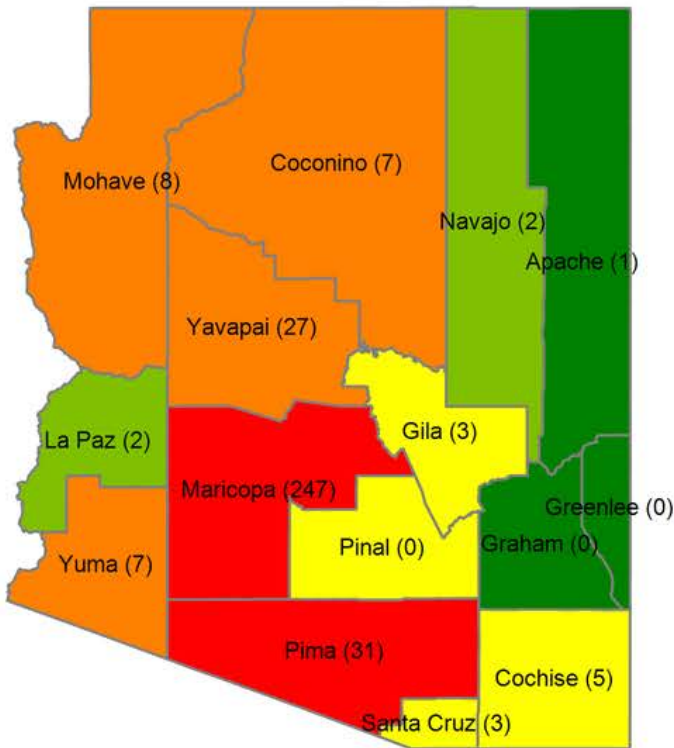 Mohave (8)
Coconino (7)
Navajo (2)
Apache (1)
Yavapai (27)
La Paz (2)
Gila (3)
Maricopa (247)
Greenlee (0)
Pinal (0)
Graham (0)
Yuma (7)
Pima (31)
Cochise (5)
Santa Cruz (3)